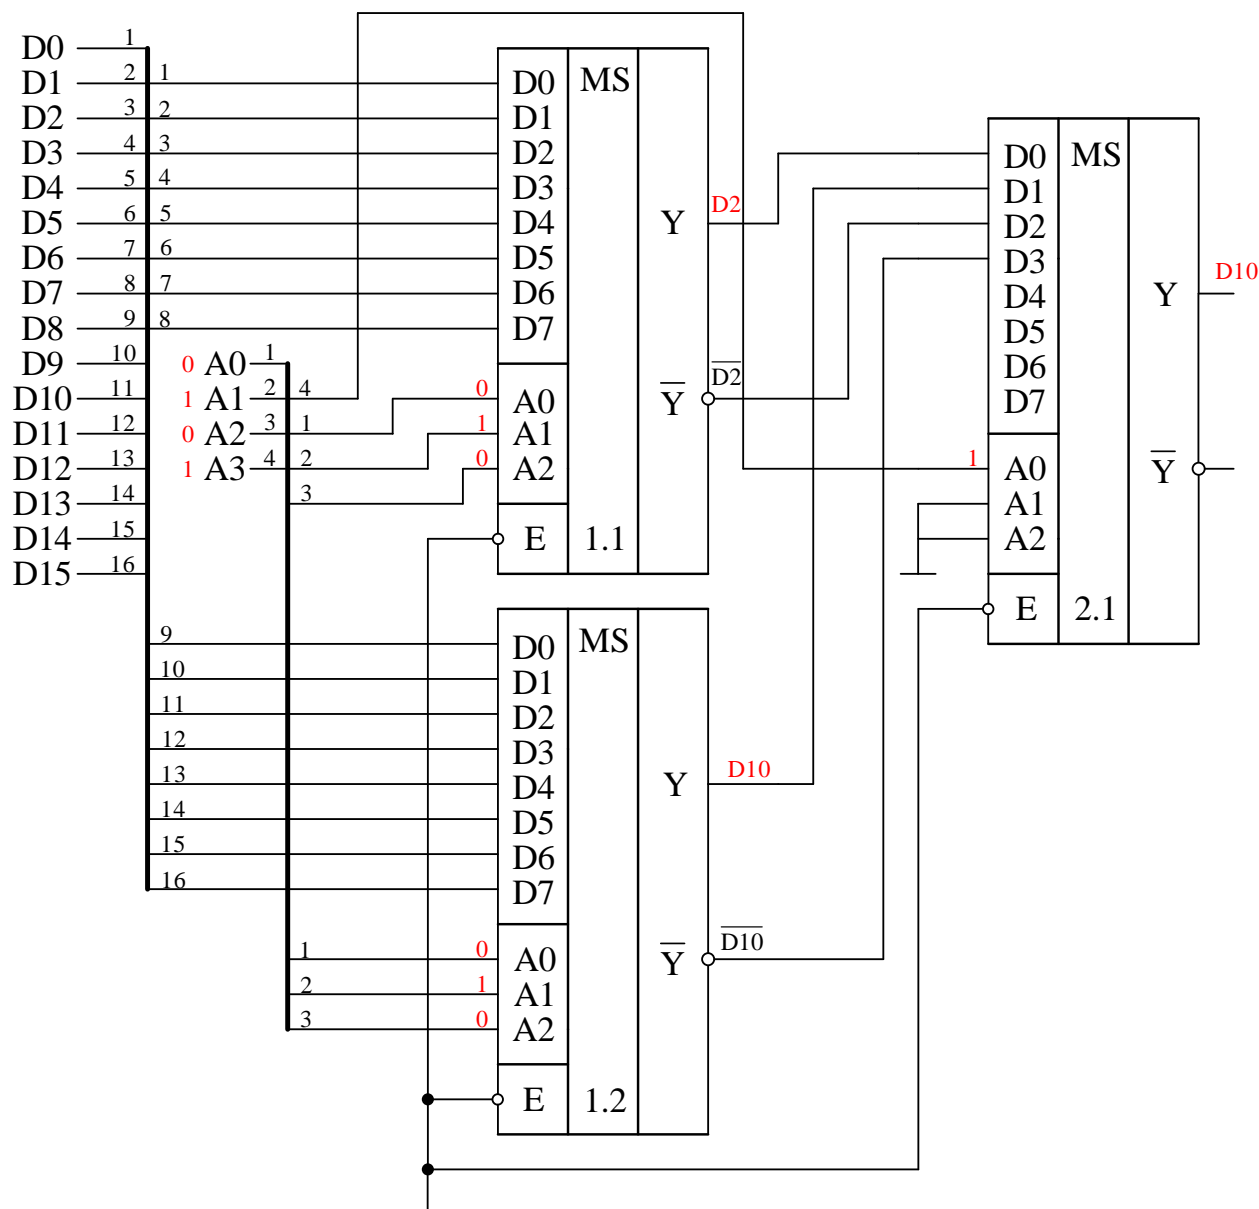 D0 1
D1 2 1
D2 3 2
D3 4 3
D4 5 4
D5 6 5
D6 7 6
D7 8 7
D8 9 8
D9 10
D10 11
D11 12
D12 13
D13 14
D14 15
D15 16
0 A0 1
1 A1 2 4
0 A2 3 1
1 A3 4 2
3
D0 MS
D1
D2
D3
D4 Y
D5
D6
D7
0 A0 Y
1 A1
0 A2
E 1.1
D2
D2
9 D0 MS
10 D1
11 D2
12 D3
13 D4 Y
14 D5
15 D6
16 D7
1 0 A0 Y
2 1 A1
3 0 A2
E 1.2
D10
D10
D0 MS
D1
D2
D3
D4 Y
D5
D6
D7
1 A0 Y
A1
A2
E 2.1
D10